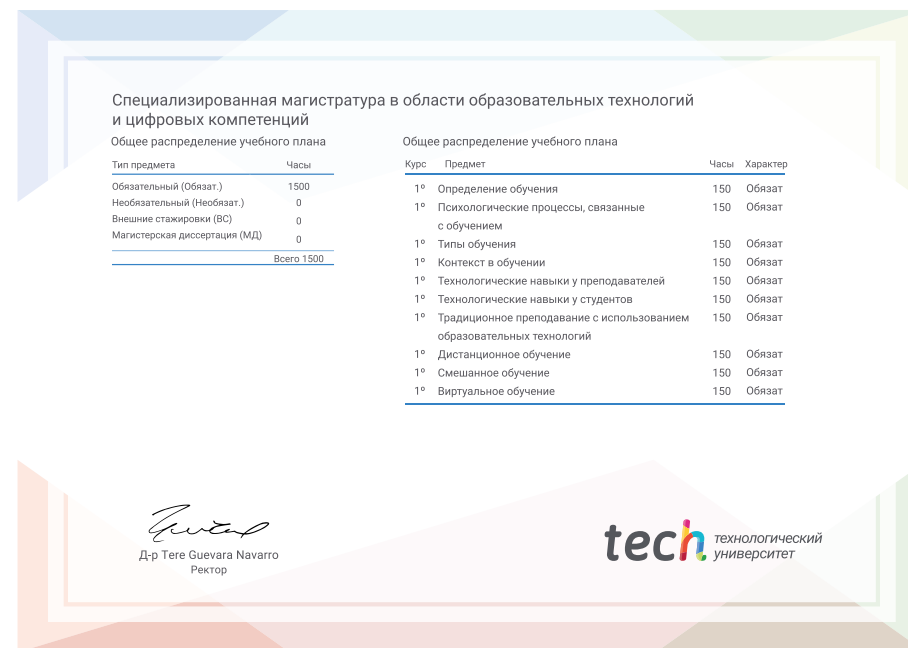 Специализированная магистратура в области образовательных технологий
и цифровых компетенций
Общее распределение учебного плана
Тип предмета Часы
Обязательный (Обязат.) 1500
Необязательный (Необязат.) 0
Внешние стажировки (ВС) 0
Магистерская диссертация (МД) 0
Всего 1500
Общее распределение учебного плана
Курс Предмет Часы Характер
1º Определение обучения 150 Обязат
1º Психологические процессы, связанные 150 Обязат
с обучением
1º Типы обучения 150 Обязат
1º Контекст в обучении 150 Обязат
1º Технологические навыки у преподавателей 150 Обязат
1º Технологические навыки у студентов 150 Обязат
1º Традиционное преподавание с использованием 150 Обязат
образовательных технологий
1º Дистанционное обучение 150 Обязат
1º Смешанное обучение 150 Обязат
1º Виртуальное обучение 150 Обязат
Д-р Tere Guevara Navarro
Ректор
tech технологический
университет